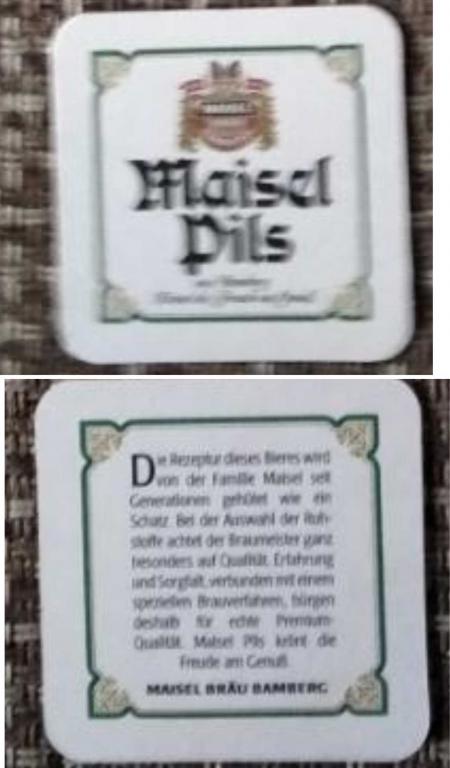 Maisel
Pils
Die Rezeptur dieses Bieres wird
von der Familie Maisel seit
Generationen gehütet wie ein
Schatz. Bei der Auswahl der Roh-
stoffe achtet der Braumeister ganz
besonders auf Qualität. Erfahrung
und Sorgfalt, verbunden mit einem
speziellen Brauverfahren, bürgen
deshalb für echte Premium-
Qualität. Maisel Pils krönt die
Freude am Genuß.
MAISEL BRÄU BAMBERG